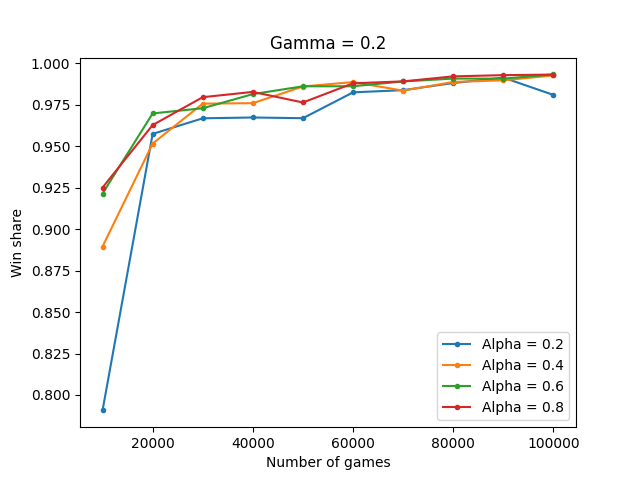 Gamma = 0.2
1.000
0.975
0.950
0.925
0.900
0.875
0.850
0.825
0.800
Win share
20000 40000 60000 80000 100000
Number of games
Alpha = 0.2
Alpha = 0.4
Alpha = 0.6
Alpha = 0.8